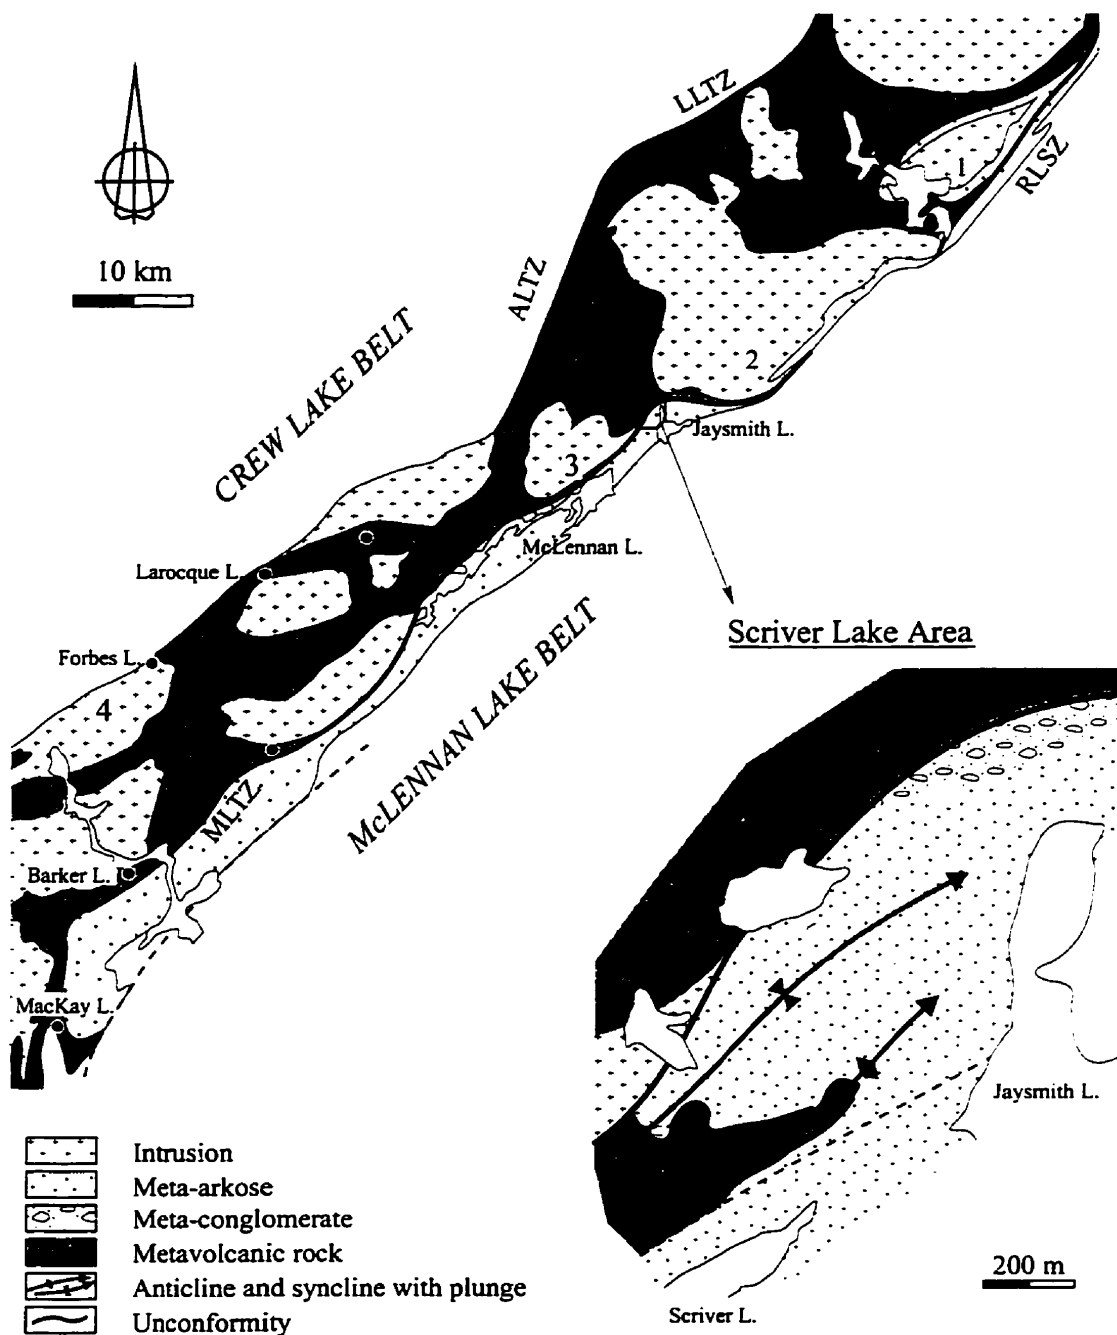 LLTZ
1
RLSZ
10 km
ALTZ
2
CREW LAKE BELT
Jaysmith L.
3
McLennan L.
Larocque L.
Scriver Lake Area
Forbes L.
4
McLENNAN LAKE BELT
MLTZ
Barker L.
MacKay L.
Jaysmith L.
Intrusion
Meta-arkose
Meta-conglomerate
Metavolcanic rock
200 m
Anticline and syncline with plunge
Scriver L.
Unconformity